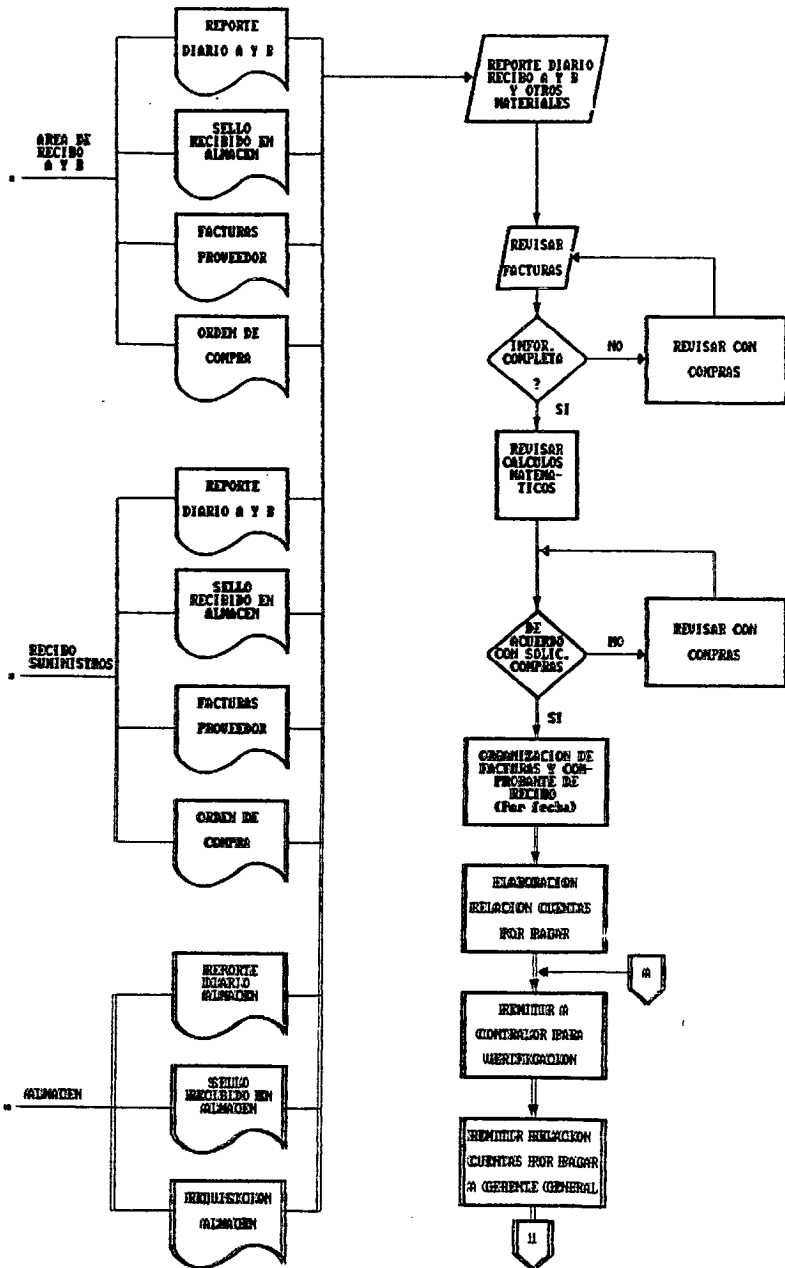 AREA DE
RECIBO
A Y B
REPORTE
DIARIO A Y B
SELLO
RECIBIDO EN
ALMACEN
FACTURAS
PROVEEDOR
ORDEN DE
COMPRA
RECIBO
SUMINISTROS
REPORTE
DIARIO A Y B
SELLO
RECIBIDO EN
ALMACEN
FACTURAS
PROVEEDOR
ORDEN DE
COMPRA
ALMACEN
REPORTE
DIARIO
ALMACEN
SELLO
RECIBIDO EN
ALMACEN
REQUISICION
ALMACEN
REPORTE DIARIO
RECIBO A Y B
Y OTROS
MATERIALES
REVISAR
FACTURAS
INFOR.
COMPLETA
?
NO
REVISAR CON
COMPRAS
SI
REVISAR
CALCULOS
MATEMA-
TICOS
DE
ACUERDO
CON SOLIC.
COMPRAS
NO
REVISAR CON
COMPRAS
SI
ORGANIZACION DE
FACTURAS Y COM-
PROBANTE DE
RECIBO
(Por fecha)
ELABORACION
RELACION CUENTAS
POR PAGAR
A
REMITIR A
CONTRALOR PARA
VERIFICACION
REMITIR RELACION
CUENTAS POR PAGAR
A GERENTE GENERAL